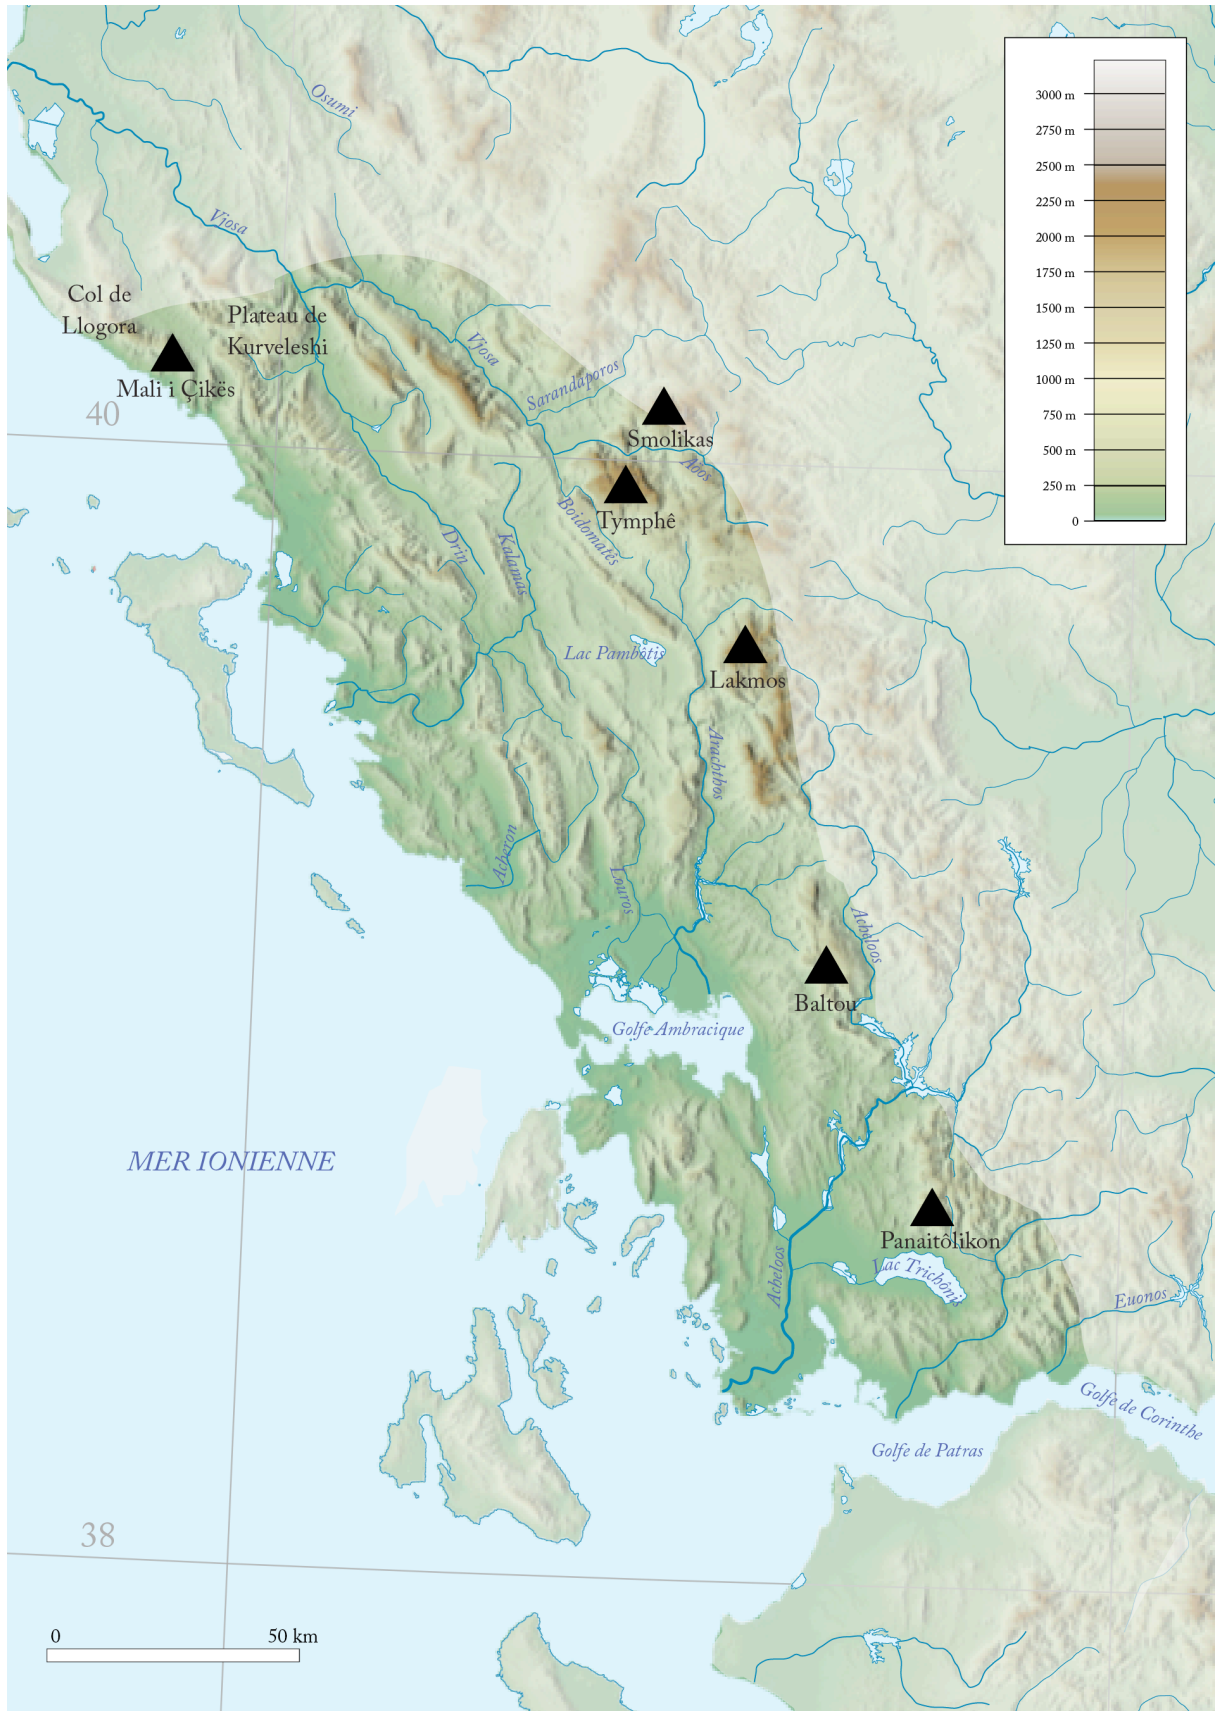 3000 m
2750 m
2500 m
2250 m
2000 m
1750 m
1500 m
1250 m
1000 m
750 m
500 m
250 m
0
Osumi
Vjosa
Col de
Llogora
Plateau de
Kurveleshi
Mali i Çikës
40
Vjosa
Sarandaporos
Smolikas
Aoos
Tymphê
Boidomatês
Drin
Kalamas
Lac Pambôtis
Lakmos
Arachthos
Acheron
Louros
Acheloos
Baltou
Golfe Ambracique
MER IONIENNE
Panaitôlikon
Lac Trichônis
Acheloos
Euonos
Golfe de Corinthe
Golfe de Patras
38
0
50 km